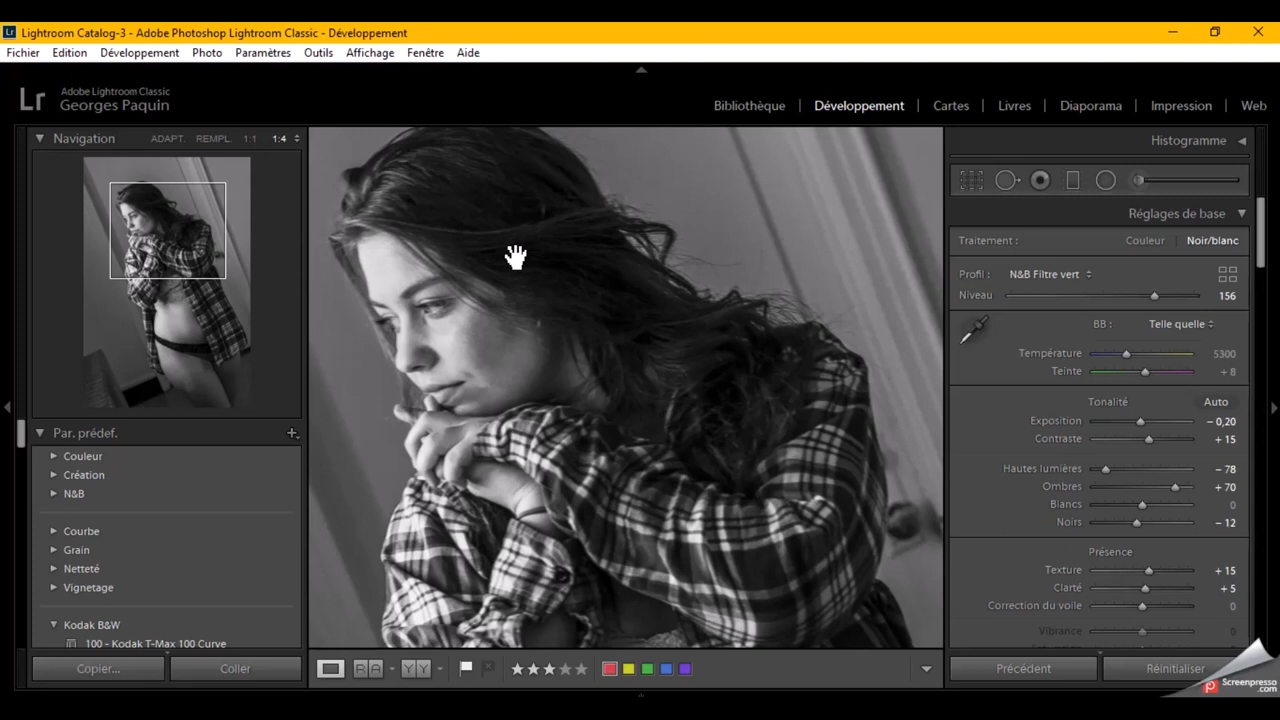 Lightroom Catalog-3 - Adobe Photoshop Lightroom Classic - Développement
Fichier Edition Développement Photo Paramètres Outils Affichage Fenêtre Aide
Lr Adobe Lightroom Classic
Georges Paquin
Bibliothèque | Développement | Cartes | Livres | Diaporama | Impression | Web
Navigation ADAPT. REMPL. 1:1 1:4
Histogramme
Réglages de base
Traitement : Couleur Noir/blanc
Profil : N&B Filtre vert
Niveau 156
BB : Telle quelle
Température 5300
Teinte + 8
Tonalité Auto
Exposition – 0,20
Contraste + 15
Hautes lumières – 78
Ombres + 70
Blancs 0
Noirs – 12
Présence
Texture + 15
Clarté + 5
Correction du voile 0
Vibrance 0
Par. prédef.
Couleur
Création
N&B
Courbe
Grain
Netteté
Vignetage
Kodak B&W
100 - Kodak T-Max 100 Curve
Copier... Coller
R A Y Y
Précédent Réinitialiser
Screenpresso
.com